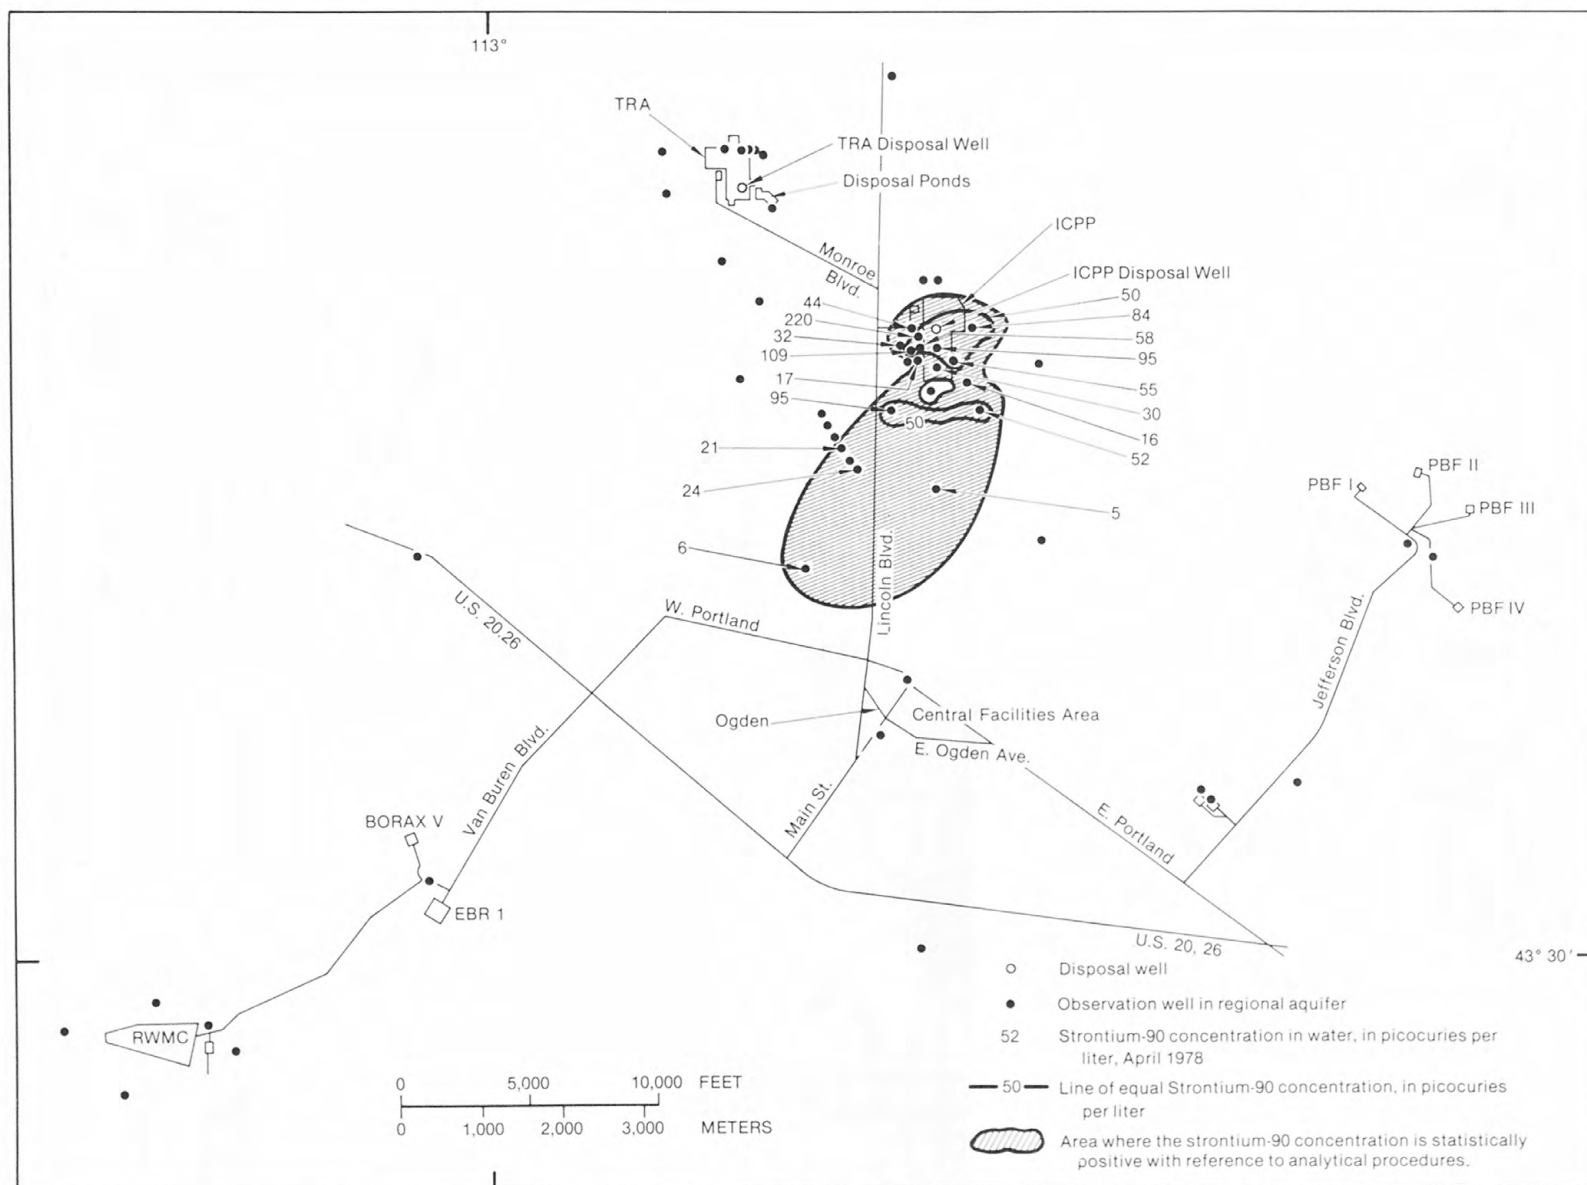 113°
TRA
TRA Disposal Well
Disposal Ponds
ICPP
Monroe
Blvd.
ICPP Disposal Well
44
50
220
84
32
58
109
95
17
55
95
30
50
16
21
52
24
5
6
PBF I
PBF II
PBF III
PBF IV
Lincoln Blvd.
U.S. 20,26
W. Portland
Jefferson Blvd.
Ogden
Central Facilities Area
E. Ogden Ave.
Van Buren Blvd.
Main St.
E. Portland
BORAX V
EBR 1
U.S. 20, 26
43° 30′
RWMC
0 5,000 10,000 FEET
0 1,000 2,000 3,000 METERS
Disposal well
Observation well in regional aquifer
52 Strontium-90 concentration in water, in picocuries per
liter, April 1978
50 Line of equal Strontium-90 concentration, in picocuries
per liter
Area where the strontium-90 concentration is statistically
positive with reference to analytical procedures.